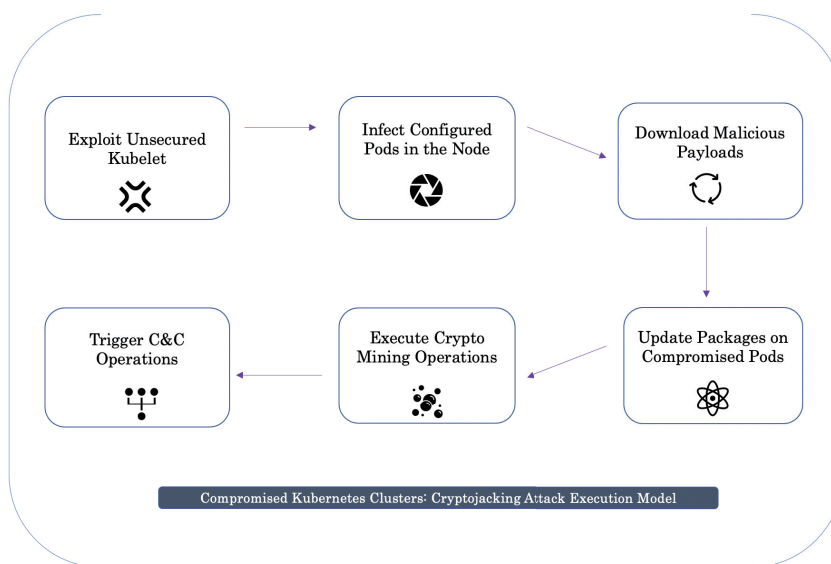 Exploit Unsecured
Kubelet
Infect Configured
Pods in the Node
Download Malicious
Payloads
Update Packages on
Compromised Pods
Execute Crypto
Mining Operations
Trigger C&C
Operations
Compromised Kubernetes Clusters: Cryptojacking Attack Execution Model